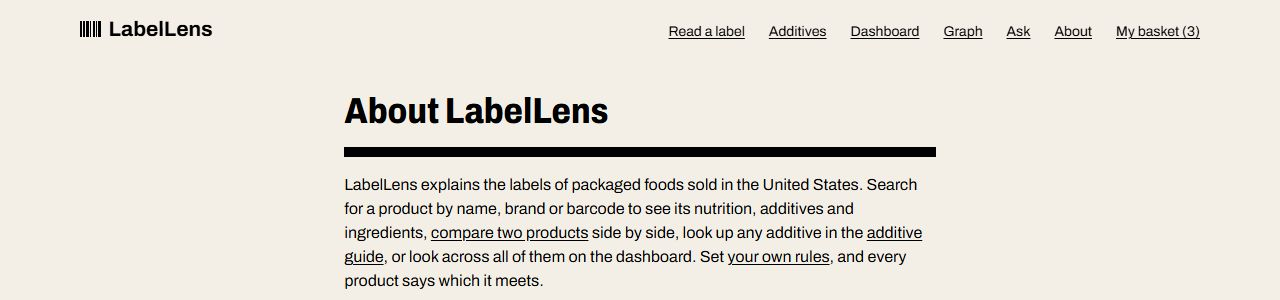 LabelLens
Read a label Additives Dashboard Graph Ask About My basket (3)
About LabelLens
LabelLens explains the labels of packaged foods sold in the United States. Search
for a product by name, brand or barcode to see its nutrition, additives and
ingredients, compare two products side by side, look up any additive in the additive
guide, or look across all of them on the dashboard. Set your own rules, and every
product says which it meets.